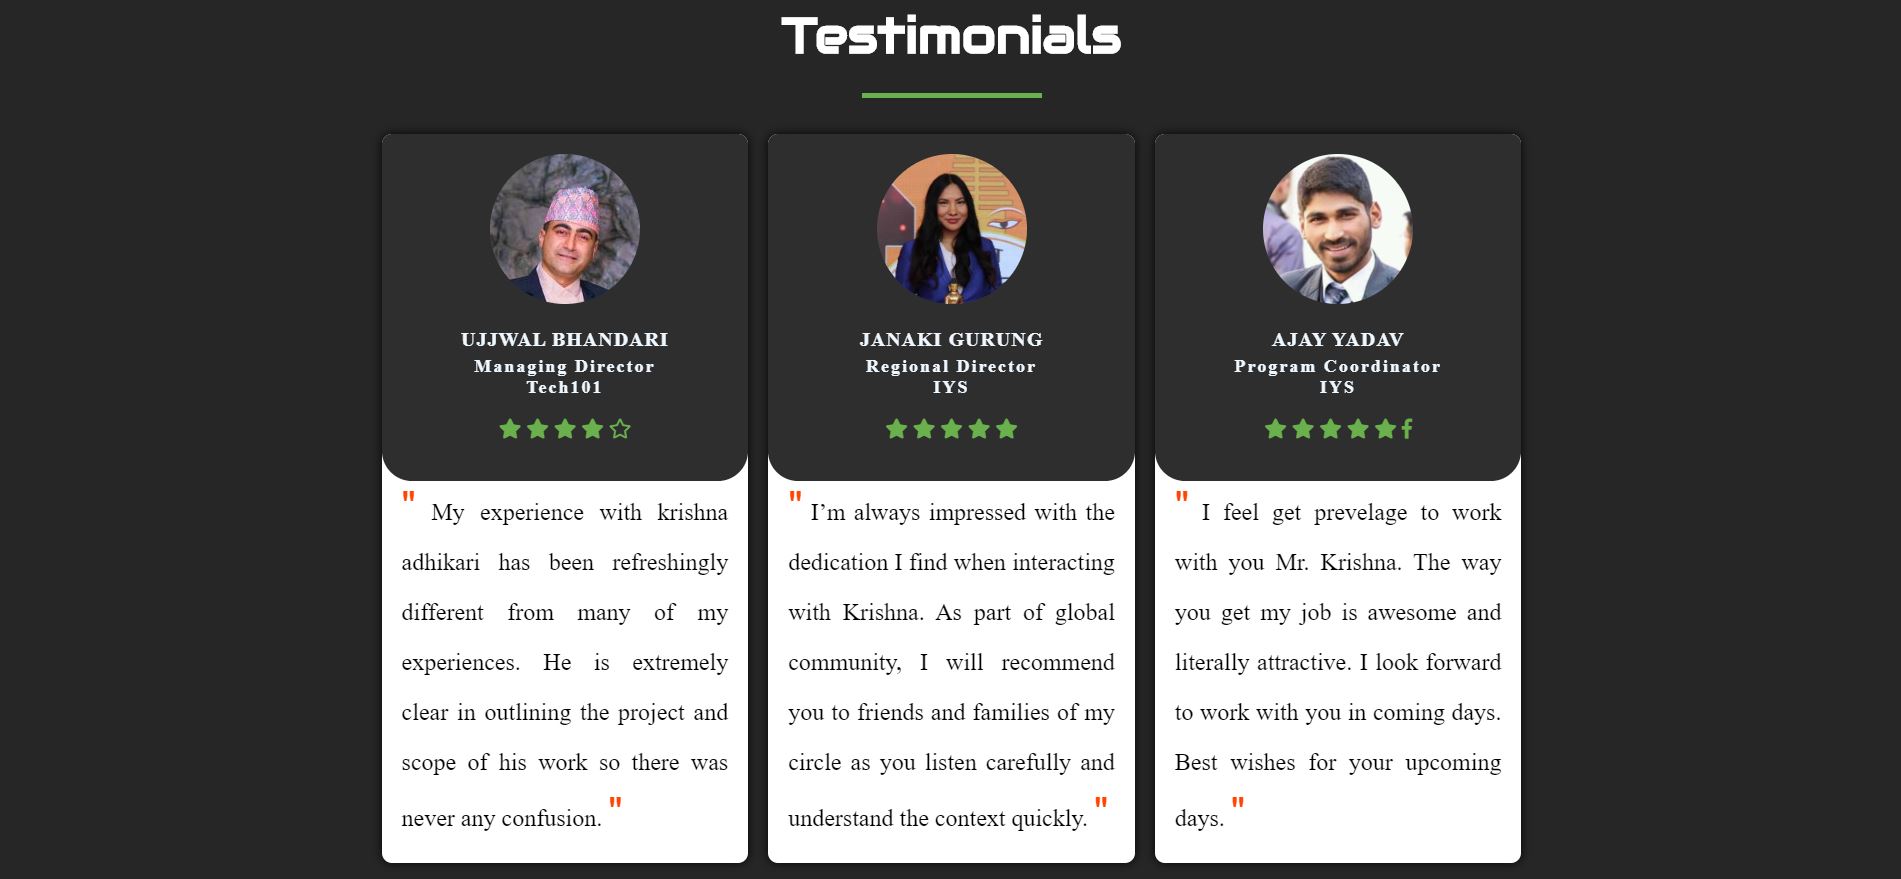 Testimonials
UJJWAL BHANDARI
Managing Director
Tech101
" My experience with krishna
adhikari has been refreshingly
different from many of my
experiences. He is extremely
clear in outlining the project and
scope of his work so there was
never any confusion. "
JANAKI GURUNG
Regional Director
IYS
" I’m always impressed with the
dedication I find when interacting
with Krishna. As part of global
community, I will recommend
you to friends and families of my
circle as you listen carefully and
understand the context quickly. "
AJAY YADAV
Program Coordinator
IYS
" I feel get prevelage to work
with you Mr. Krishna. The way
you get my job is awesome and
literally attractive. I look forward
to work with you in coming days.
Best wishes for your upcoming
days. "